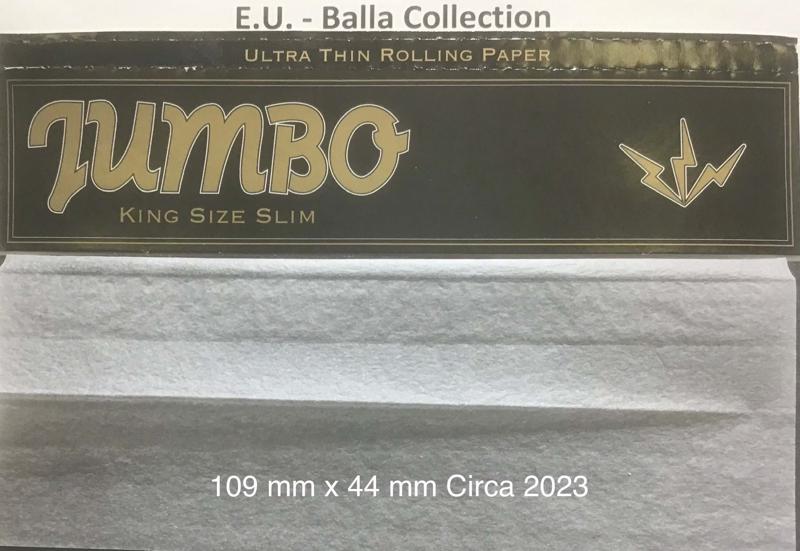 E.U. - Balla Collection
Ultra Thin Rolling Paper
JUMBO
King Size Slim
109 mm x 44 mm Circa 2023